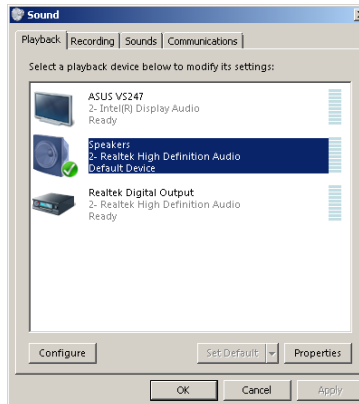 Sound
Playback Recording Sounds Communications
Select a playback device below to modify its settings:
ASUS VS247
2- Intel(R) Display Audio
Ready
Speakers
2- Realtek High Definition Audio
Default Device
Realtek Digital Output
2- Realtek High Definition Audio
Ready
Configure Set Default Properties
OK Cancel Apply